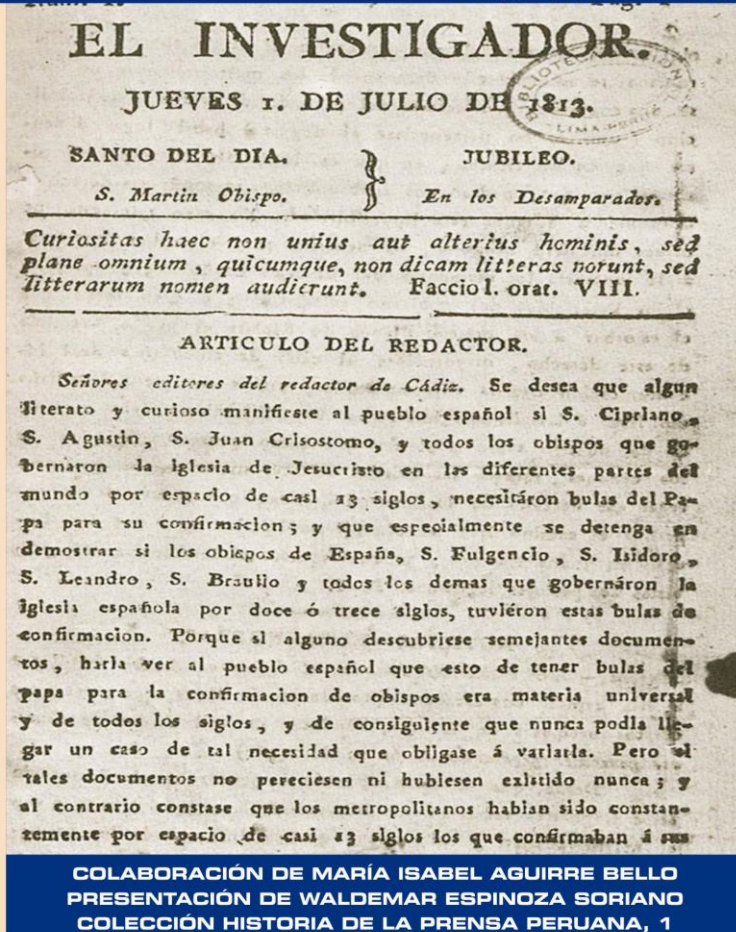 EL INVESTIGADOR.
JUEVES 1. DE JULIO DE 1813.
SANTO DEL DIA.
S. Martin Obispo.
JUBILEO.
En los Desamparados.
Curiositas haec non unius aut alterius hominis, sed
plane omnium, quicumque, non dicam litteras norunt, sed
litterarum nomen audierunt. Facciol. orat. VIII.
ARTICULO DEL REDACTOR.
Señores editores del redactor de Cádiz. Se desea que algun
literato y curioso manifieste al pueblo español si S. Cipriano,
S. Agustin, S. Juan Crisostomo, y todos los obispos que go-
bernaron la iglesia de Jesucristo en las diferentes partes del
mundo por espacio de casi 13 siglos, necesitáron bulas del Pa-
pa para su confirmacion; y que especialmente se detenga en
demostrar si los obispos de España, S. Fulgencio, S. Isidoro,
S. Leandro, S. Braulio y todos los demas que gobernáron la
iglesia española por doce ó trece siglos, tuviéron estas bulas de
confirmacion. Porque si alguno descubriese semejantes documen-
tos, haria ver al pueblo español que esto de tener bulas del
papa para la confirmacion de obispos era materia universal
y de todos los siglos, y de consiguiente que nunca podia lle-
gar un caso de tal necesidad que obligase á variarla. Pero si
tales documentos no pereciesen ni hubiesen existido nunca; y
al contrario constase que los metropolitanos habian sido constan-
temente por espacio de casi 13 siglos los que confirmaban á sus
COLABORACIÓN DE MARÍA ISABEL AGUIRRE BELLO
PRESENTACIÓN DE WALDEMAR ESPINOZA SORIANO
COLECCIÓN HISTORIA DE LA PRENSA PERUANA, 1